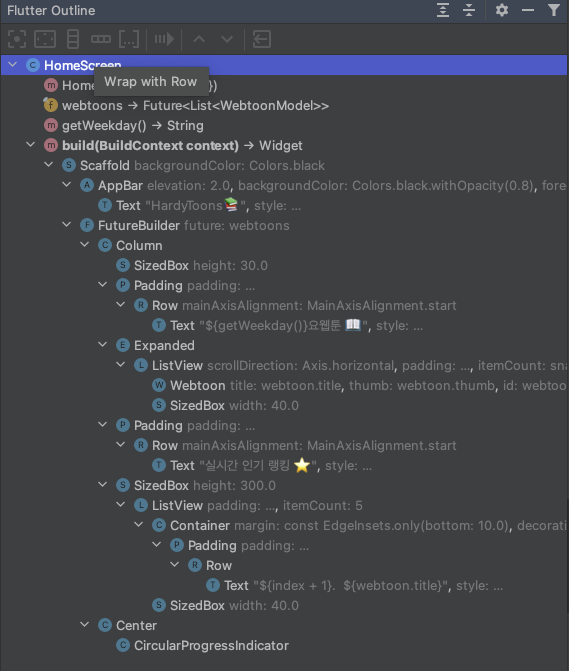 Flutter Outline
HomeScreen
Wrap with Row
Home })
webtoons → Future<List<WebtoonModel>>
getWeekday() → String
build(BuildContext context) → Widget
Scaffold backgroundColor: Colors.black
AppBar elevation: 2.0, backgroundColor: Colors.black.withOpacity(0.8), fore
Text "HardyToons📚", style: ...
FutureBuilder future: webtoons
Column
SizedBox height: 30.0
Padding padding: ...
Row mainAxisAlignment: MainAxisAlignment.start
Text "${getWeekday()}요웹툰 📖", style: ...
Expanded
ListView scrollDirection: Axis.horizontal, padding: ..., itemCount: sna
Webtoon title: webtoon.title, thumb: webtoon.thumb, id: webtoo
SizedBox width: 40.0
Padding padding: ...
Row mainAxisAlignment: MainAxisAlignment.start
Text "실시간 인기 랭킹 ⭐", style: ...
SizedBox height: 300.0
ListView padding: ..., itemCount: 5
Container margin: const EdgeInsets.only(bottom: 10.0), decorati
Padding padding: ...
Row
Text "${index + 1}. ${webtoon.title}", style: ...
SizedBox width: 40.0
Center
CircularProgressIndicator